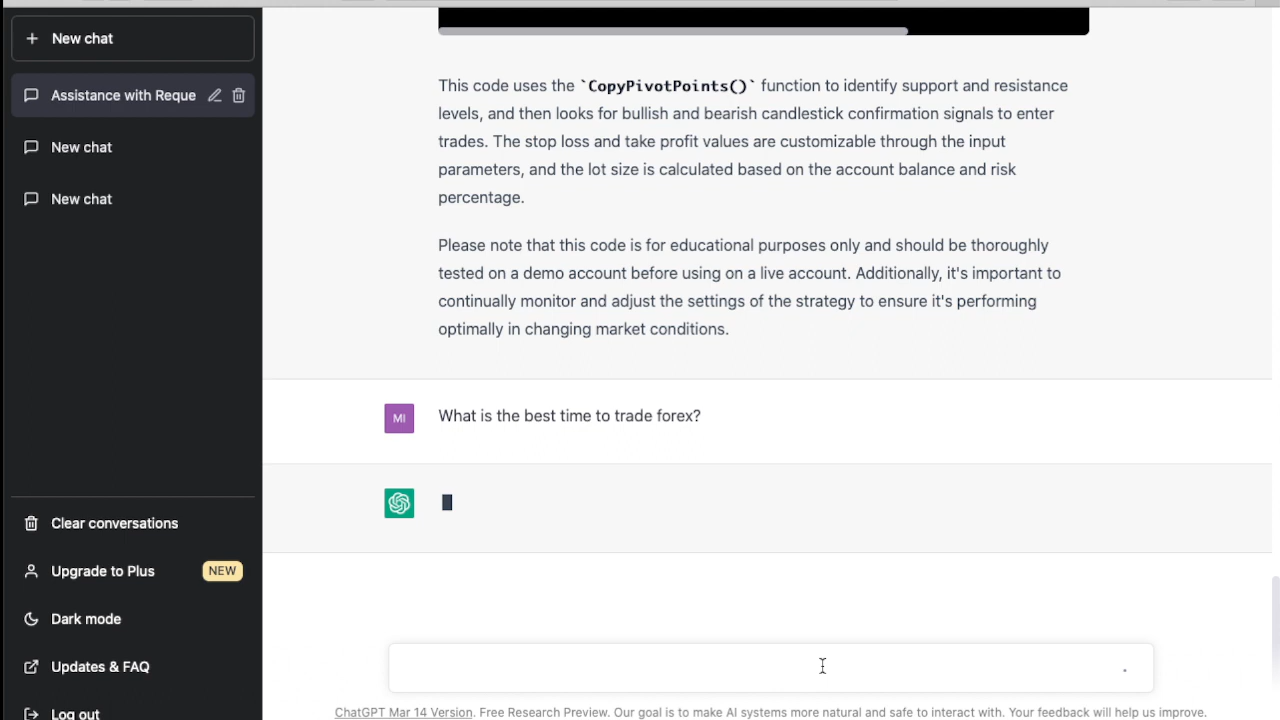 New chat
Assistance with Reque
New chat
New chat
Clear conversations
Upgrade to Plus
NEW
Dark mode
Updates & FAQ
Log out
This code uses the `CopyPivotPoints()` function to identify support and resistance
levels, and then looks for bullish and bearish candlestick confirmation signals to enter
trades. The stop loss and take profit values are customizable through the input
parameters, and the lot size is calculated based on the account balance and risk
percentage.
Please note that this code is for educational purposes only and should be thoroughly
tested on a demo account before using on a live account. Additionally, it's important to
continually monitor and adjust the settings of the strategy to ensure it's performing
optimally in changing market conditions.
MI
What is the best time to trade forex?
ChatGPT Mar 14 Version. Free Research Preview. Our goal is to make AI systems more natural and safe to interact with. Your feedback will help us improve.